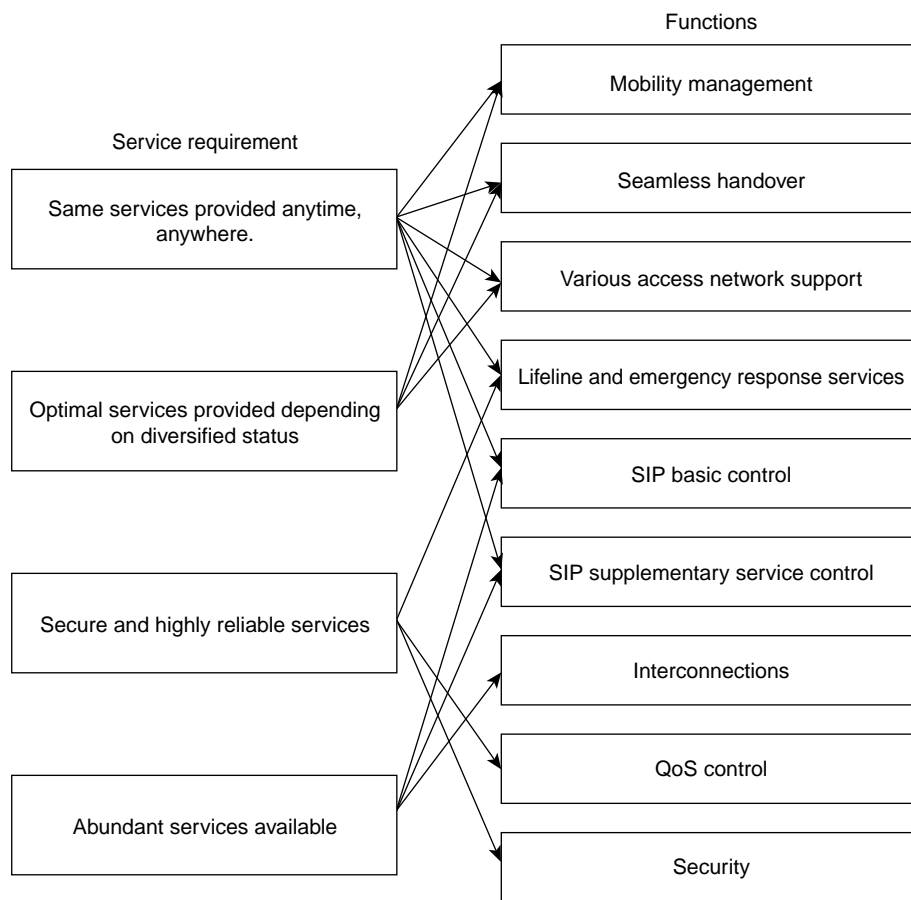 Functions
Mobility management
Service requirement
Seamless handover
Same services provided anytime,
anywhere.
Various access network support
Lifeline and emergency response services
Optimal services provided depending
on diversified status
SIP basic control
SIP supplementary service control
Secure and highly reliable services
Interconnections
QoS control
Abundant services available
Security